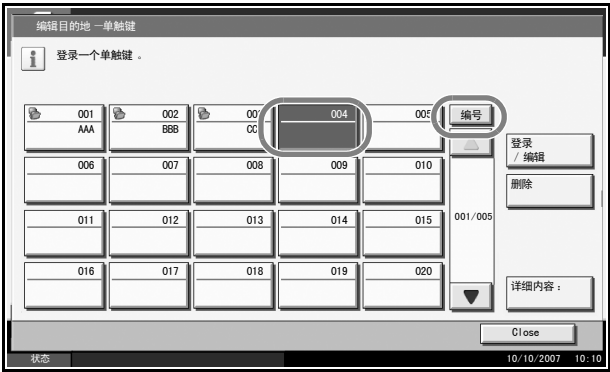 编辑目的地 －单触键
登录一个单触键 。
001 002 003 004 005 编号
AAA BBB CC
登录
/ 编辑
006 007 008 009 010
删除
011 012 013 014 015 001/005
016 017 018 019 020
详细内容：
Close
状态 10/10/2007 10:10